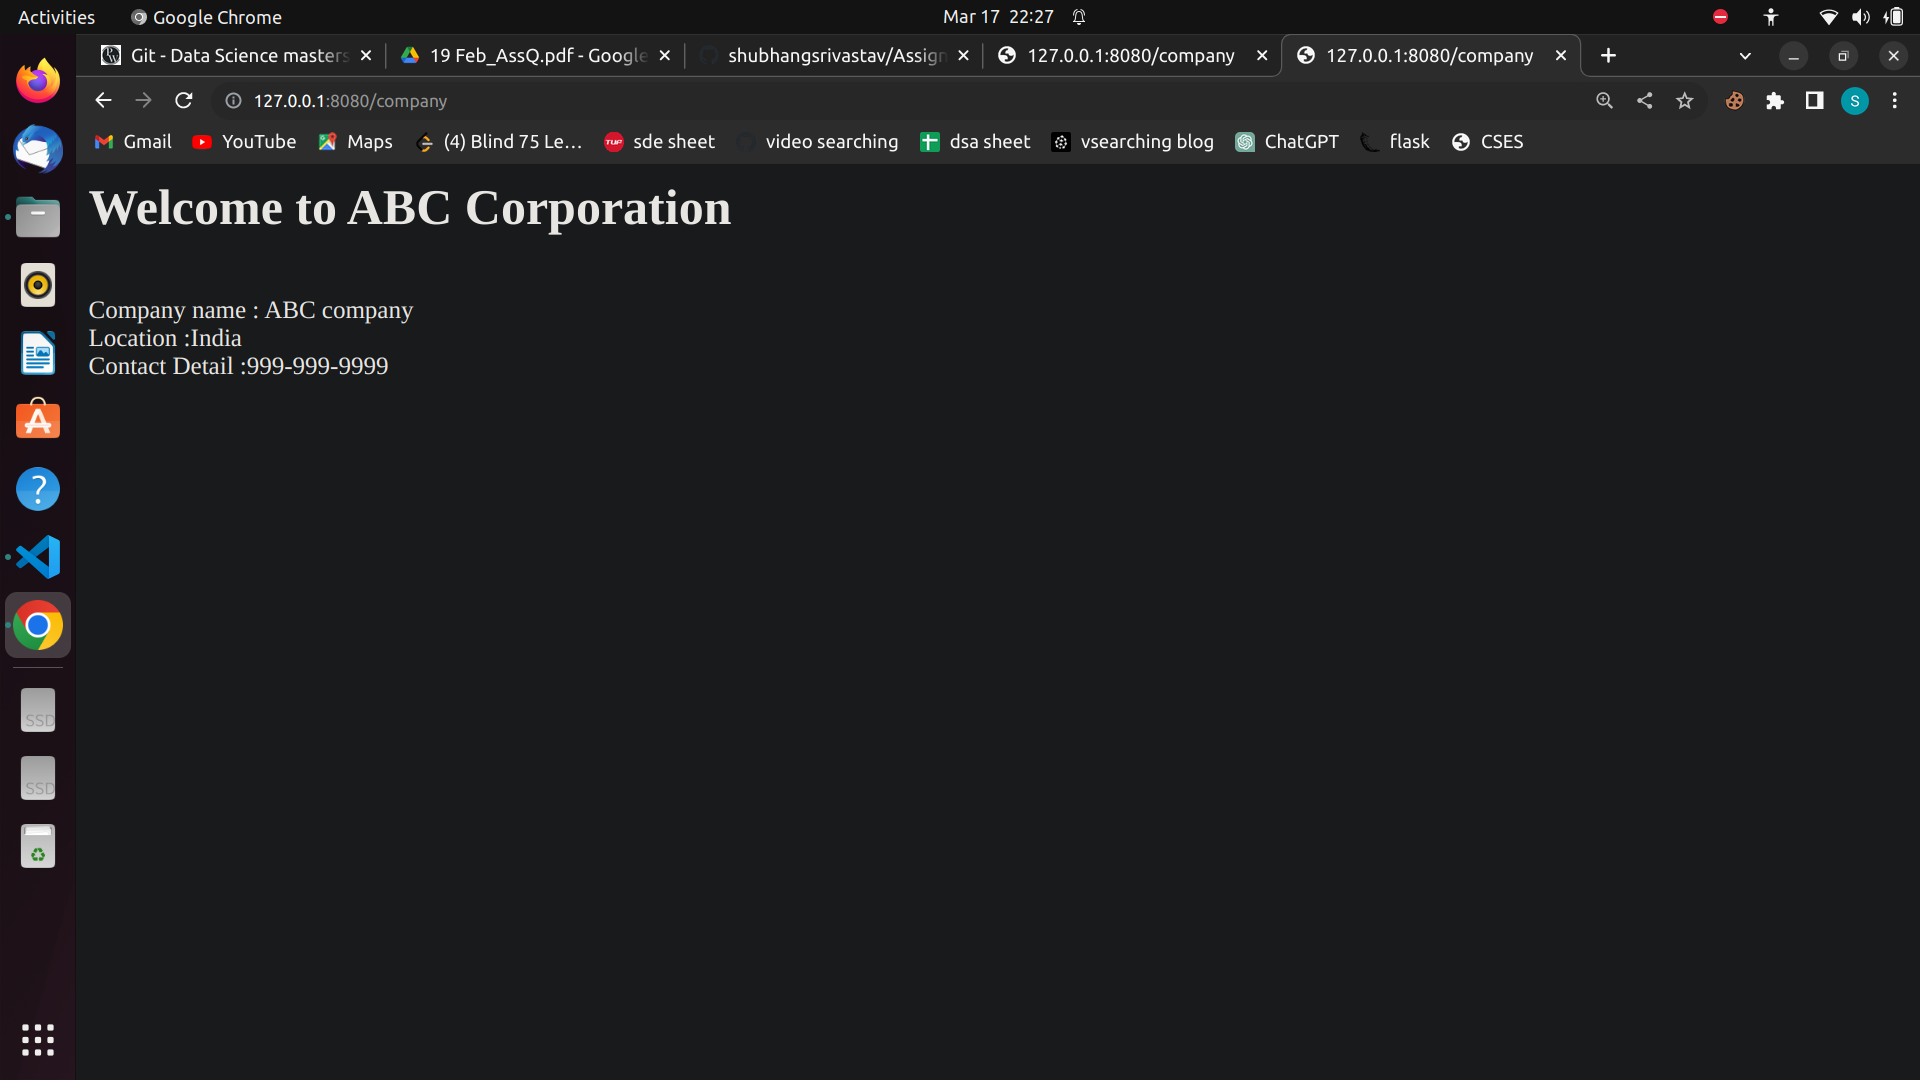 Activities
Google Chrome
Mar 17 22:27
Git - Data Science masters
19 Feb_AssQ.pdf - Google
shubhangsrivastav/Assign
127.0.0.1:8080/company
127.0.0.1:8080/company
127.0.0.1:8080/company
S
Gmail
YouTube
Maps
(4) Blind 75 Le...
TUF
sde sheet
video searching
dsa sheet
vsearching blog
ChatGPT
flask
CSES
Welcome to ABC Corporation
Company name : ABC company
Location :India
Contact Detail :999-999-9999
SSD
SSD